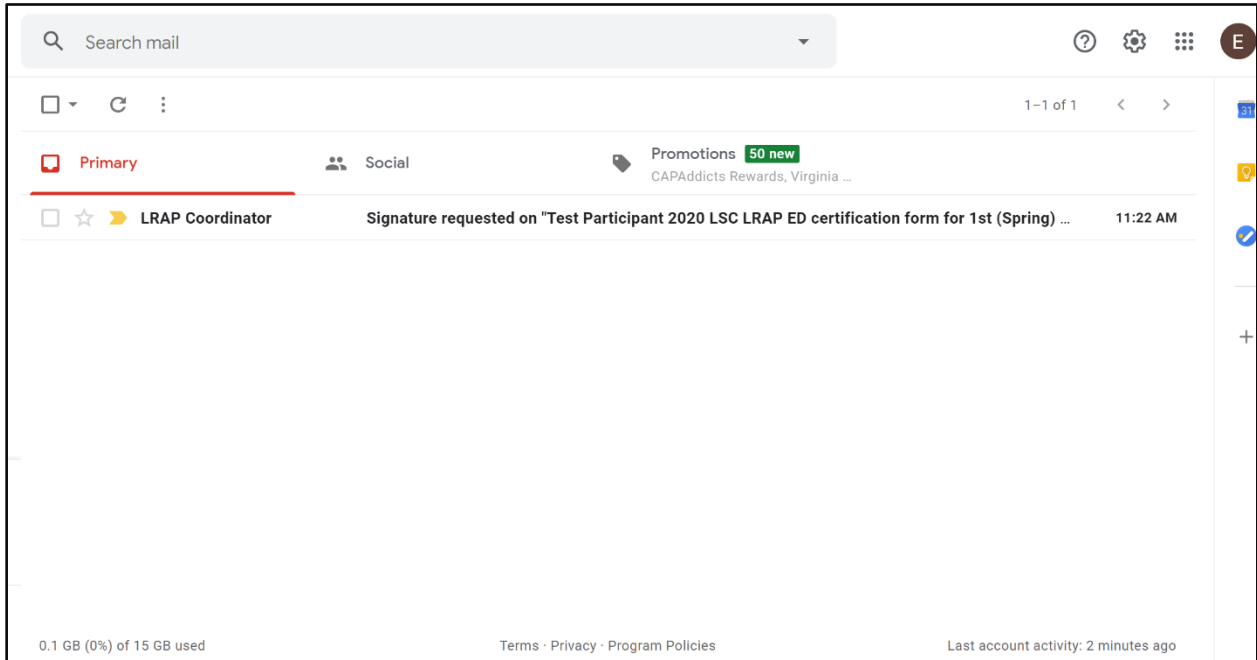 Search mail
E
1–1 of 1
31
Primary
Social
Promotions 50 new
CAPAddicts Rewards, Virginia ...
LRAP Coordinator Signature requested on "Test Participant 2020 LSC LRAP ED certification form for 1st (Spring) ... 11:22 AM
0.1 GB (0%) of 15 GB used Terms · Privacy · Program Policies Last account activity: 2 minutes ago